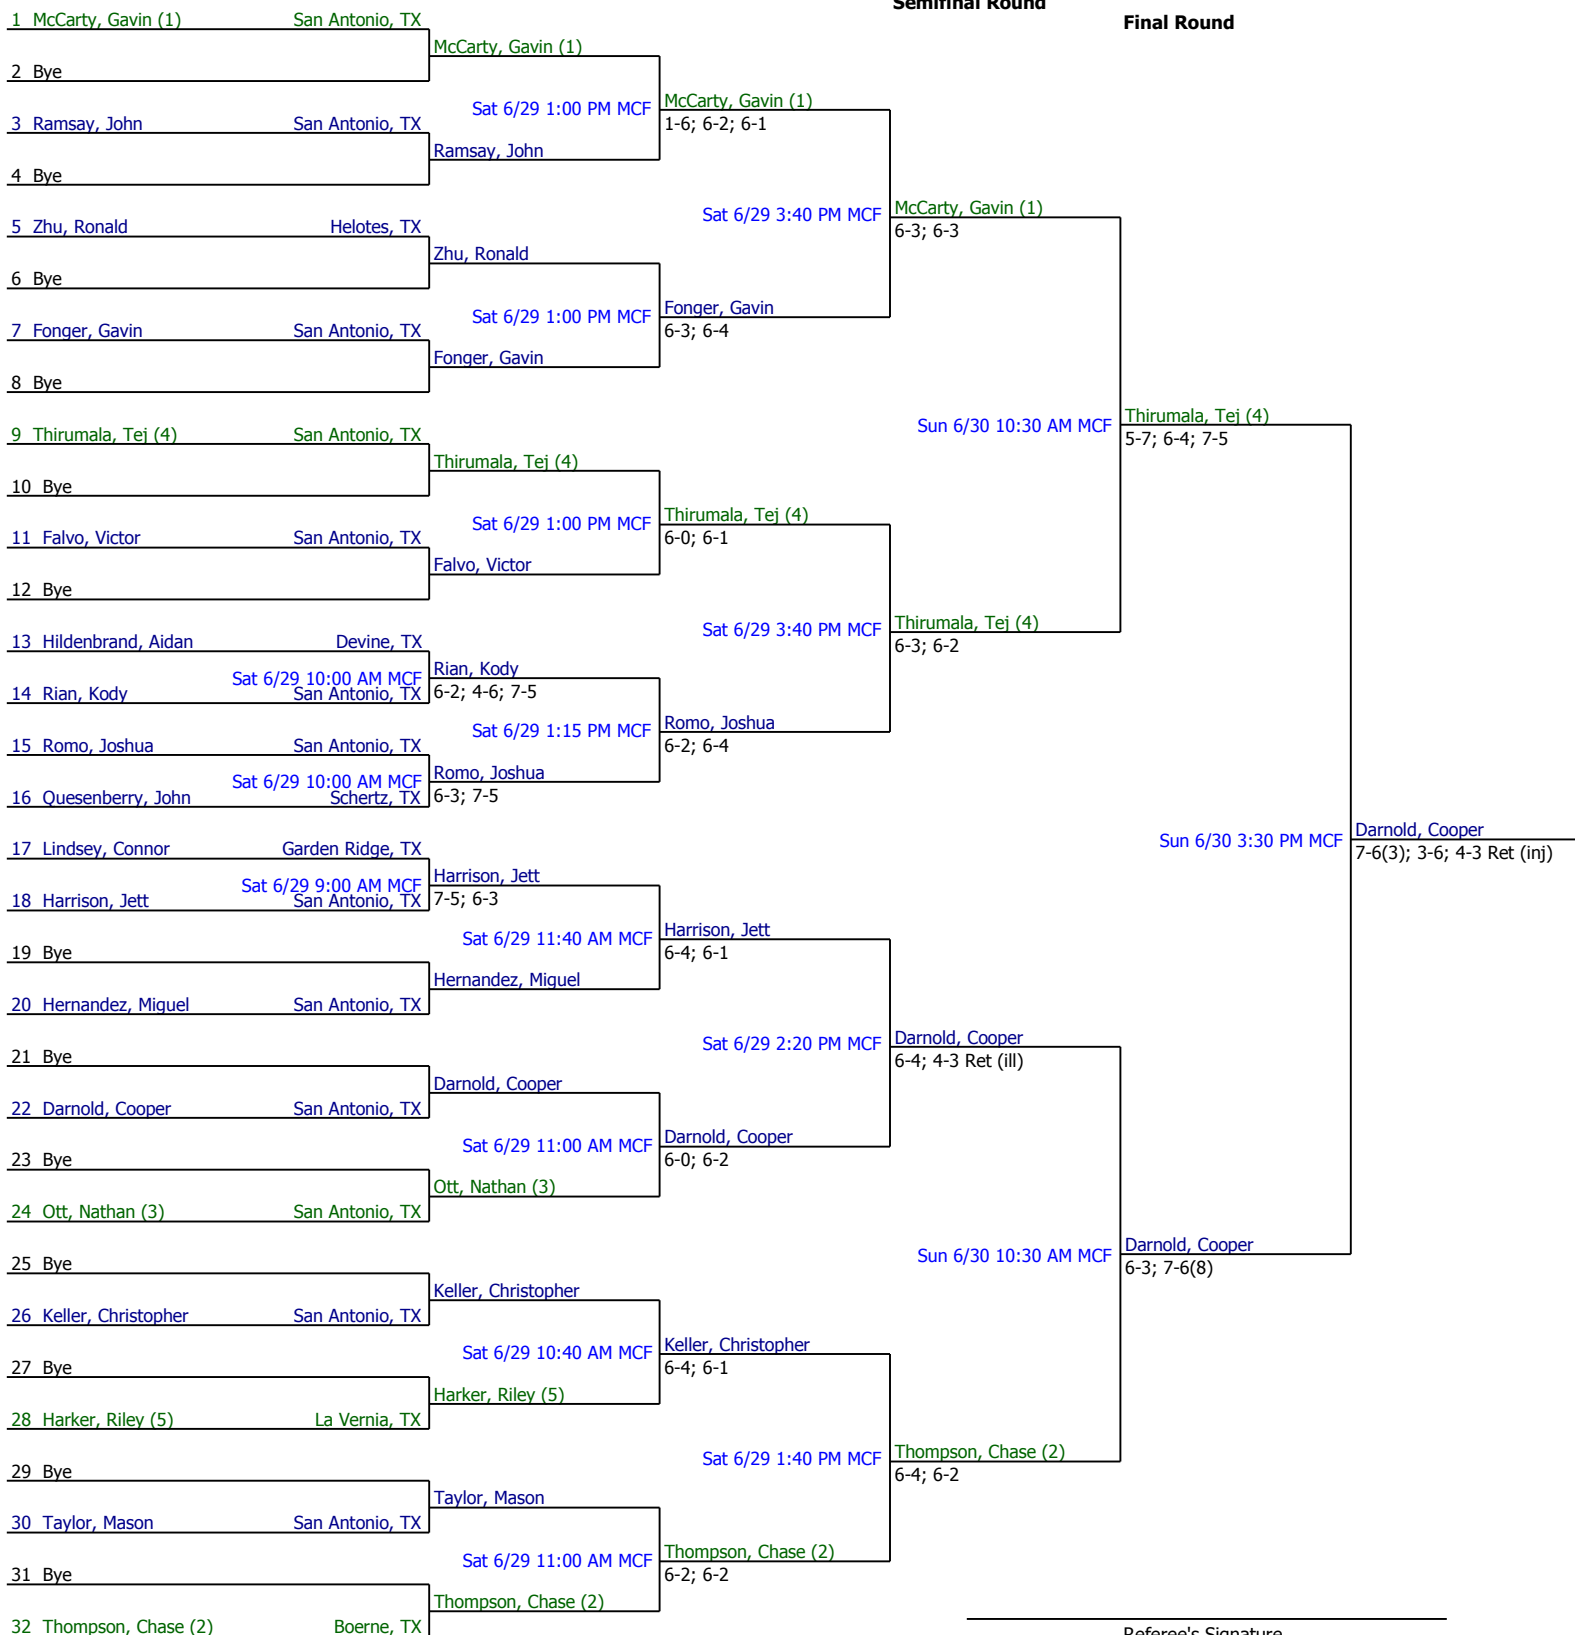 Semifinal Round
Final Round
1 McCarty, Gavin (1) San Antonio, TX
McCarty, Gavin (1)
2 Bye
Sat 6/29 1:00 PM MCF
McCarty, Gavin (1)
1-6; 6-2; 6-1
3 Ramsay, John San Antonio, TX
Ramsay, John
4 Bye
Sat 6/29 3:40 PM MCF
McCarty, Gavin (1)
6-3; 6-3
5 Zhu, Ronald Helotes, TX
Zhu, Ronald
6 Bye
Sat 6/29 1:00 PM MCF
Fonger, Gavin
6-3; 6-4
7 Fonger, Gavin San Antonio, TX
Fonger, Gavin
8 Bye
Sun 6/30 10:30 AM MCF
Thirumala, Tej (4)
5-7; 6-4; 7-5
9 Thirumala, Tej (4) San Antonio, TX
Thirumala, Tej (4)
10 Bye
Sat 6/29 1:00 PM MCF
Thirumala, Tej (4)
6-0; 6-1
11 Falvo, Victor San Antonio, TX
Falvo, Victor
12 Bye
Sat 6/29 3:40 PM MCF
Thirumala, Tej (4)
6-3; 6-2
13 Hildenbrand, Aidan Devine, TX
Sat 6/29 10:00 AM MCF
Rian, Kody
6-2; 4-6; 7-5
14 Rian, Kody San Antonio, TX
Sat 6/29 1:15 PM MCF
Romo, Joshua
6-2; 6-4
15 Romo, Joshua San Antonio, TX
Sat 6/29 10:00 AM MCF
Romo, Joshua
6-3; 7-5
16 Quesenberry, John Schertz, TX
Sun 6/30 3:30 PM MCF
Darnold, Cooper
7-6(3); 3-6; 4-3 Ret (inj)
17 Lindsey, Connor Garden Ridge, TX
Sat 6/29 9:00 AM MCF
Harrison, Jett
7-5; 6-3
18 Harrison, Jett San Antonio, TX
Sat 6/29 11:40 AM MCF
Harrison, Jett
6-4; 6-1
19 Bye
Hernandez, Miguel
20 Hernandez, Miguel San Antonio, TX
Sat 6/29 2:20 PM MCF
Darnold, Cooper
6-4; 4-3 Ret (ill)
21 Bye
Darnold, Cooper
22 Darnold, Cooper San Antonio, TX
Sat 6/29 11:00 AM MCF
Darnold, Cooper
6-0; 6-2
23 Bye
Ott, Nathan (3)
24 Ott, Nathan (3) San Antonio, TX
Sun 6/30 10:30 AM MCF
Darnold, Cooper
6-3; 7-6(8)
25 Bye
Keller, Christopher
26 Keller, Christopher San Antonio, TX
Sat 6/29 10:40 AM MCF
Keller, Christopher
6-4; 6-1
27 Bye
Harker, Riley (5)
28 Harker, Riley (5) La Vernia, TX
Sat 6/29 1:40 PM MCF
Thompson, Chase (2)
6-4; 6-2
29 Bye
Taylor, Mason
30 Taylor, Mason San Antonio, TX
Sat 6/29 11:00 AM MCF
Thompson, Chase (2)
6-2; 6-2
31 Bye
Thompson, Chase (2)
32 Thompson, Chase (2) Boerne, TX
Referee's Signature